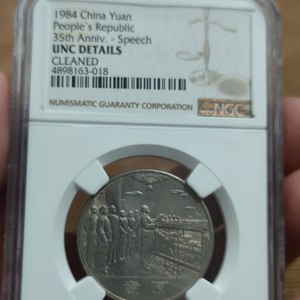 1984 China Yuan
People`s Republic
35th Anniv. - Speech
UNC DETAILS
CLEANED
4898163-018
NUMISMATIC GUARANTY CORPORATION
NGC